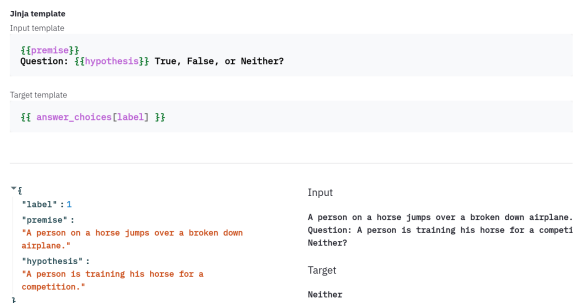 Jinja template
Input template
{{premise}}
Question: {{hypothesis}} True, False, or Neither?
Target template
{{ answer_choices[label] }}
{
"label" : 1
"premise" :
"A person on a horse jumps over a broken down
airplane."
"hypothesis" :
"A person is training his horse for a
competition."
}
Input
A person on a horse jumps over a broken down airplane.
Question: A person is training his horse for a competi
Neither?
Target
Neither